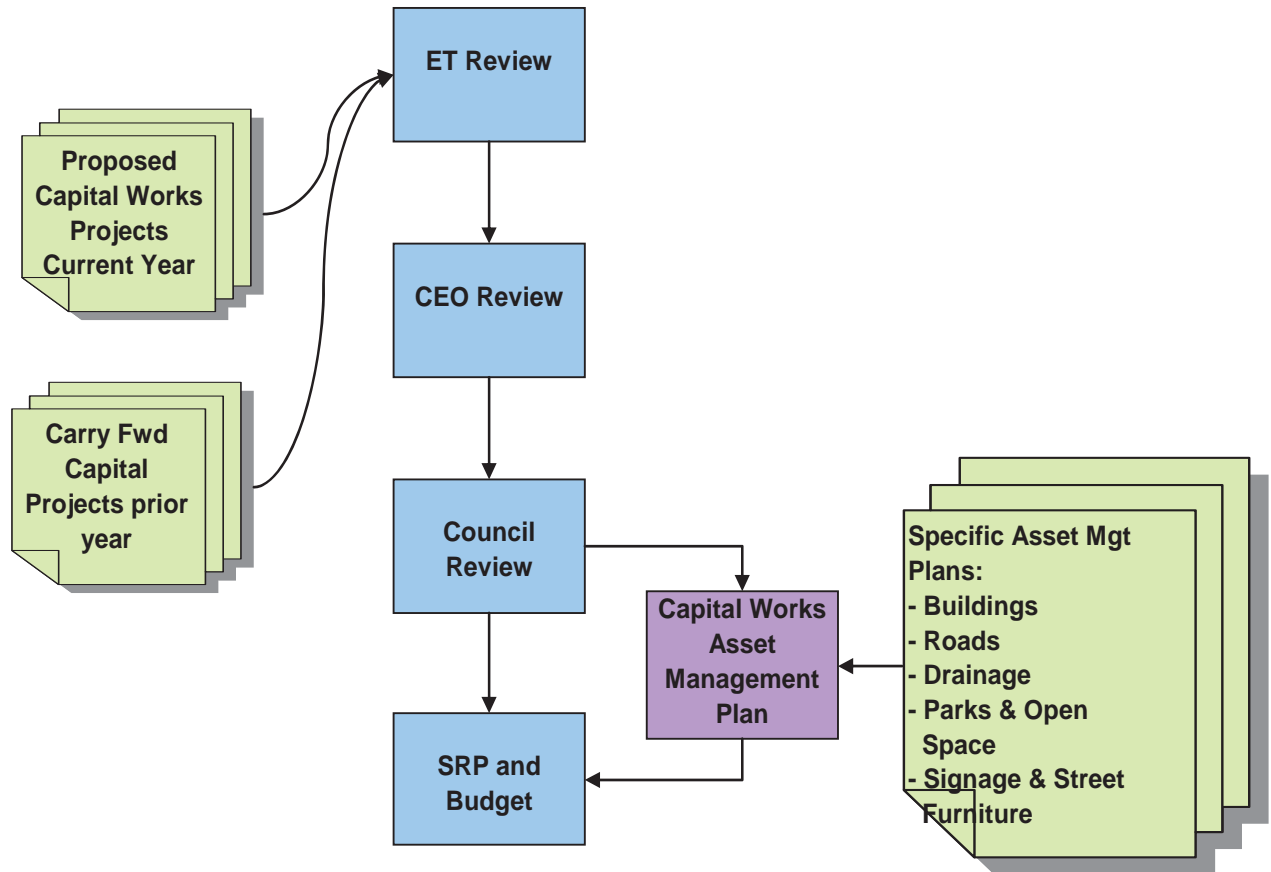 ET Review
Proposed
Capital Works
Projects
Current Year
CEO Review
Carry Fwd
Capital
Projects prior
year
Council
Review
Capital Works
Asset
Management
Plan
Specific Asset Mgt
Plans:
- Buildings
- Roads
- Drainage
- Parks & Open
Space
- Signage & Street
Furniture
SRP and
Budget